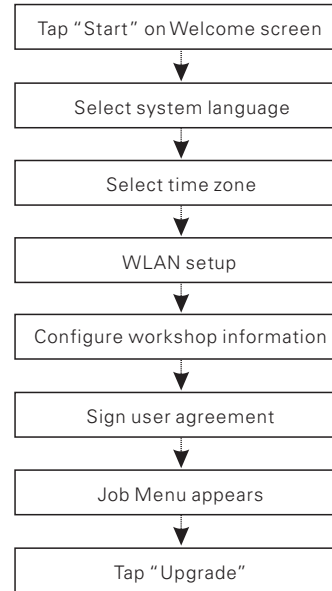 Tap “Start” on Welcome screen
Select system language
Select time zone
WLAN setup
Configure workshop information
Sign user agreement
Job Menu appears
Tap “Upgrade”